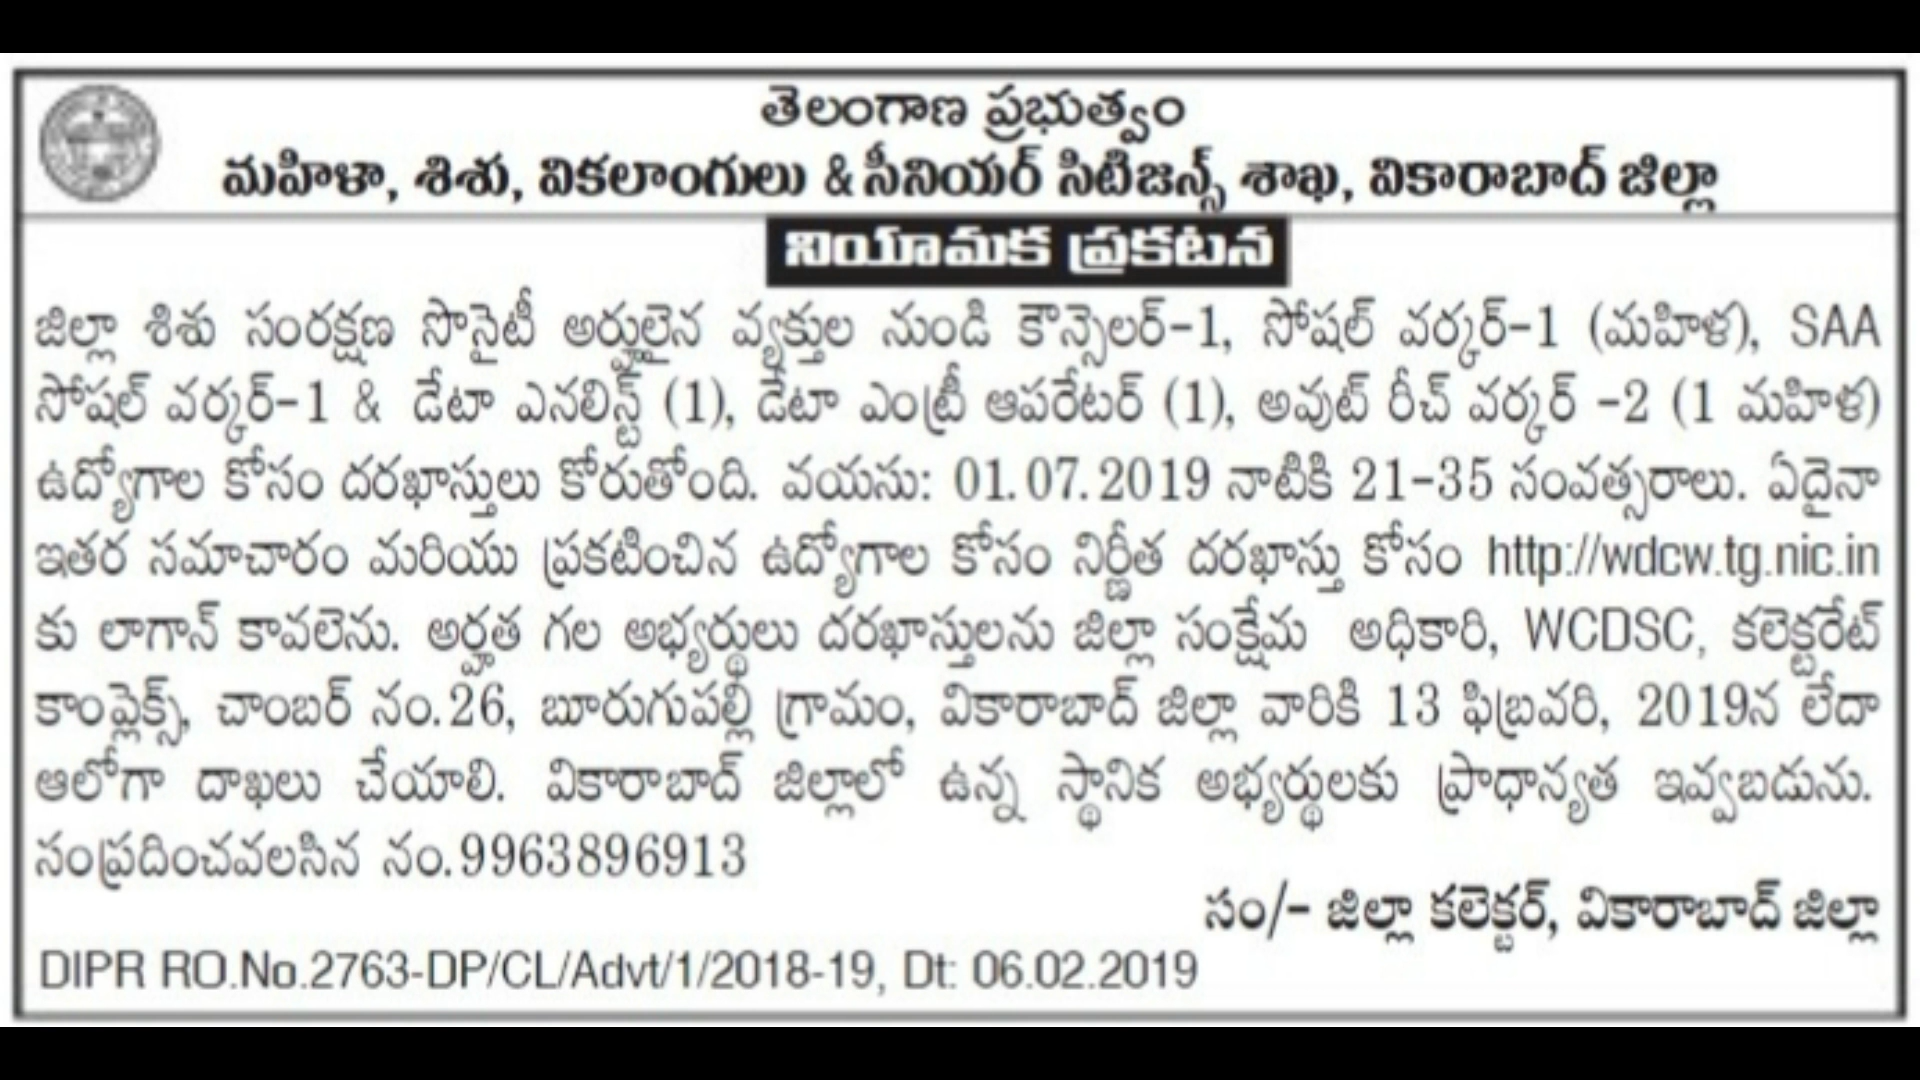 తెలంగాణ ప్రభుత్వం
మహిళా, శిశు, వికలాంగులు & సీనియర్ సిటిజన్స్ శాఖ, వికారాబాద్ జిల్లా
నియామక ప్రకటన
జిల్లా శిశు సంరక్షణ సొసైటీ అర్హులైన వ్యక్తుల నుండి కౌన్సెలర్-1, సోషల్ వర్కర్-1 (మహిళ), SAA
సోషల్ వర్కర్-1 & డేటా ఎనలిస్ట్ (1), డేటా ఎంట్రీ ఆపరేటర్ (1), అవుట్ రీచ్ వర్కర్ -2 (1 మహిళ)
ఉద్యోగాల కోసం దరఖాస్తులు కోరుతోంది. వయసు: 01.07.2019 నాటికి 21-35 సంవత్సరాలు. ఏదైనా
ఇతర సమాచారం మరియు ప్రకటించిన ఉద్యోగాల కోసం నిర్ణీత దరఖాస్తు కోసం http://wdcw.tg.nic.in
కు లాగాన్ కావలెను. అర్హత గల అభ్యర్థులు దరఖాస్తులను జిల్లా సంక్షేమ అధికారి, WCDSC, కలెక్టరేట్
కాంప్లెక్స్, చాంబర్ నం.26, బూరుగుపల్లి గ్రామం, వికారాబాద్ జిల్లా వారికి 13 ఫిబ్రవరి, 2019న లేదా
ఆలోగా దాఖలు చేయాలి. వికారాబాద్ జిల్లాలో ఉన్న స్థానిక అభ్యర్థులకు ప్రాధాన్యత ఇవ్వబడును.
సంప్రదించవలసిన నం.9963896913
సం/- జిల్లా కలెక్టర్, వికారాబాద్ జిల్లా
DIPR RO.No.2763-DP/CL/Advt/1/2018-19, Dt: 06.02.2019